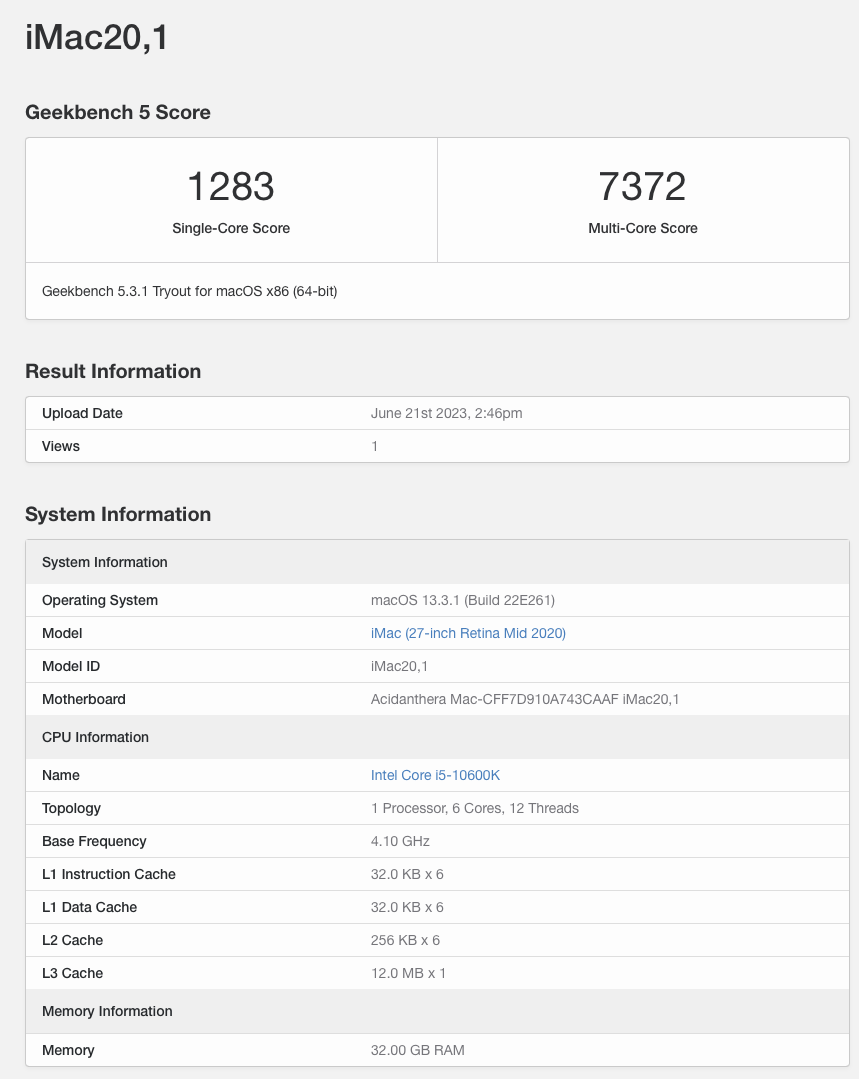 iMac20,1
Geekbench 5 Score
1283 7372
Single-Core Score Multi-Core Score
Geekbench 5.3.1 Tryout for macOS x86 (64-bit)
Result Information
Upload Date June 21st 2023, 2:46pm
Views 1
System Information
System Information
Operating System macOS 13.3.1 (Build 22E261)
Model iMac (27-inch Retina Mid 2020)
Model ID iMac20,1
Motherboard Acidanthera Mac-CFF7D910A743CAAF iMac20,1
CPU Information
Name Intel Core i5-10600K
Topology 1 Processor, 6 Cores, 12 Threads
Base Frequency 4.10 GHz
L1 Instruction Cache 32.0 KB x 6
L1 Data Cache 32.0 KB x 6
L2 Cache 256 KB x 6
L3 Cache 12.0 MB x 1
Memory Information
Memory 32.00 GB RAM